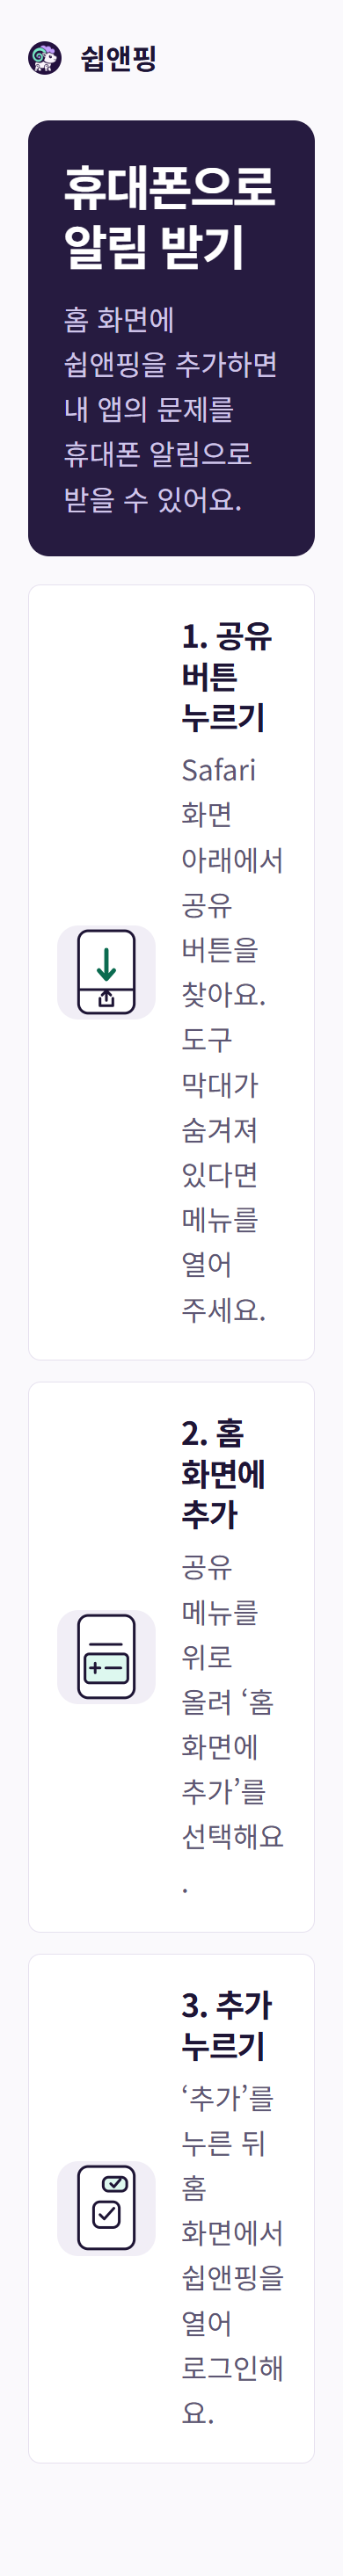 쉽앤핑
휴대폰으로
알림 받기
홈 화면에
쉽앤핑을 추가하면
내 앱의 문제를
휴대폰 알림으로
받을 수 있어요.
1. 공유
버튼
누르기
Safari
화면
아래에서
공유
버튼을
찾아요.
도구
막대가
숨겨져
있다면
메뉴를
열어
주세요.
2. 홈
화면에
추가
공유
메뉴를
위로
올려 ‘홈
화면에
추가’를
선택해요
.
3. 추가
누르기
‘추가’를
누른 뒤
홈
화면에서
쉽앤핑을
열어
로그인해
요.